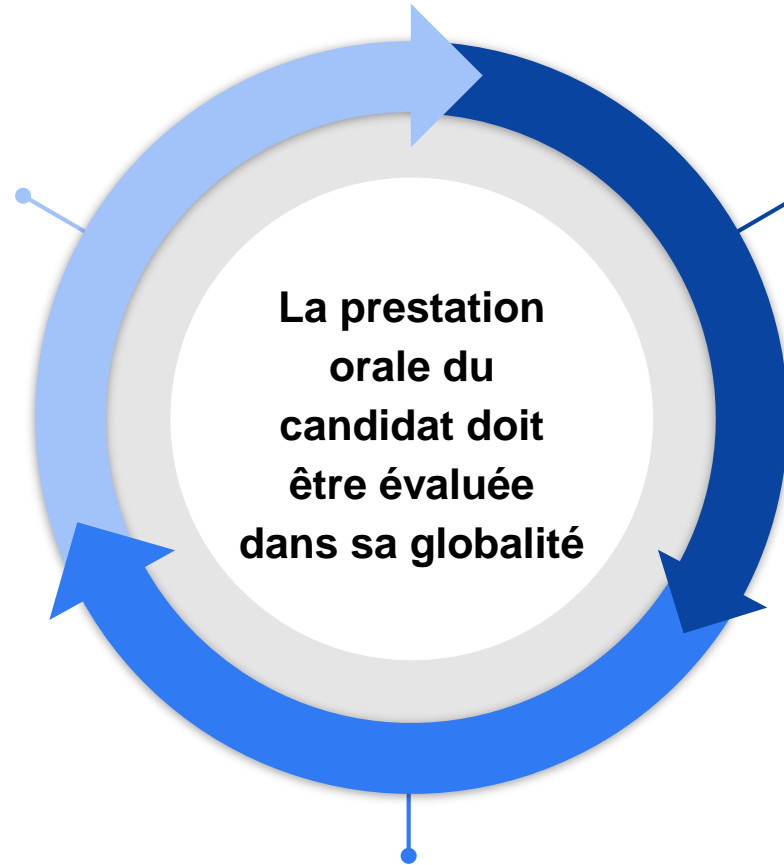 La prestation
orale du
candidat doit
être évaluée
dans sa globalité